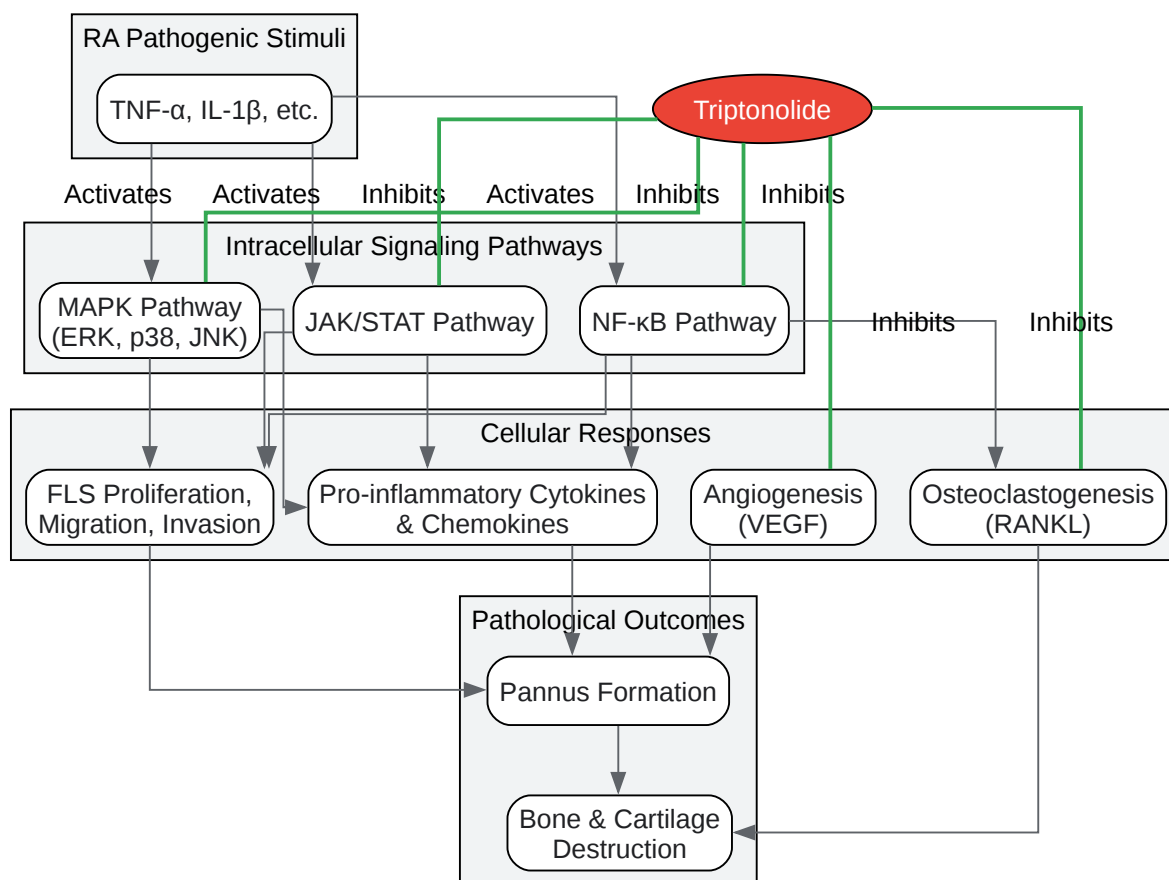 RA Pathogenic Stimuli
TNF-α, IL-1β, etc.
Triptonolide
Activates
Activates
Inhibits
Activates
Inhibits
Inhibits
Intracellular Signaling Pathways
MAPK Pathway
(ERK, p38, JNK)
JAK/STAT Pathway
NF-κB Pathway
Inhibits
Inhibits
Cellular Responses
FLS Proliferation,
Migration, Invasion
Pro-inflammatory Cytokines
& Chemokines
Angiogenesis
(VEGF)
Osteoclastogenesis
(RANKL)
Pathological Outcomes
Pannus Formation
Bone & Cartilage
Destruction